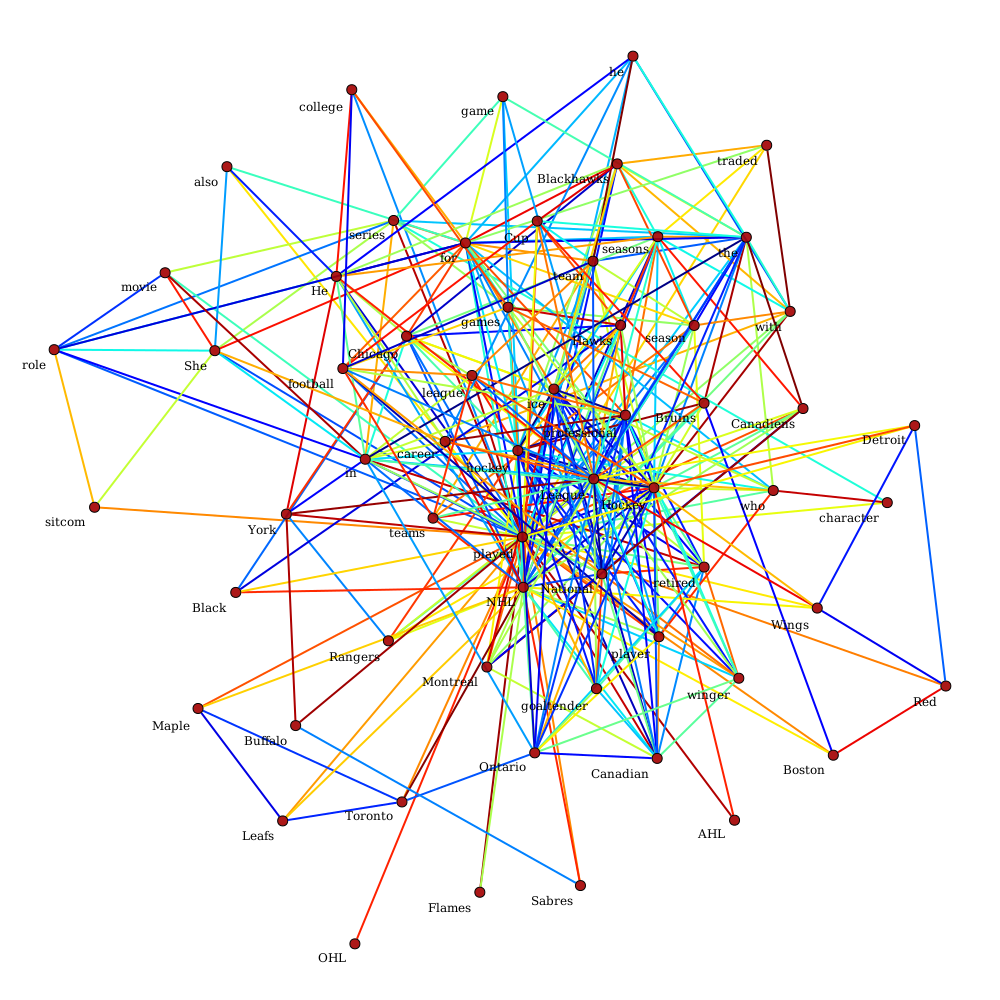 he
college
game
traded
Blackhawks
also
series
Cup
seasons
the
for
team
movie
He
games
with
Hawks
season
Chicago
role
She
football
league
ice
Bruins
Canadiens
professional
Detroit
career
hockey
in
League
Hockey
who
character
sitcom
York
teams
played
National
retired
Black
NHL
Wings
Rangers
player
Montreal
winger
goaltender
Red
Maple
Buffalo
Ontario
Canadian
Boston
Toronto
Leafs
AHL
Flames
Sabres
OHL